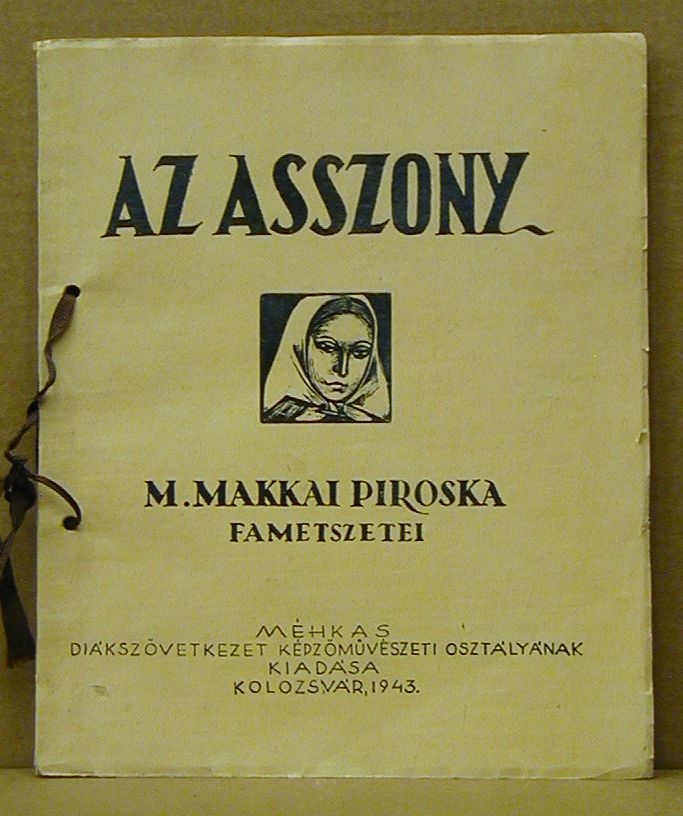 AZ ASSZONY
M. MAKKAI PIROSKA
FAMETSZETEI
MÉHKAS
DIÁKSZÖVETKEZET KÉPZŐMŰVÉSZETI OSZTÁLYÁNAK
KIADÁSA
KOLOZSVÁR, 1943.